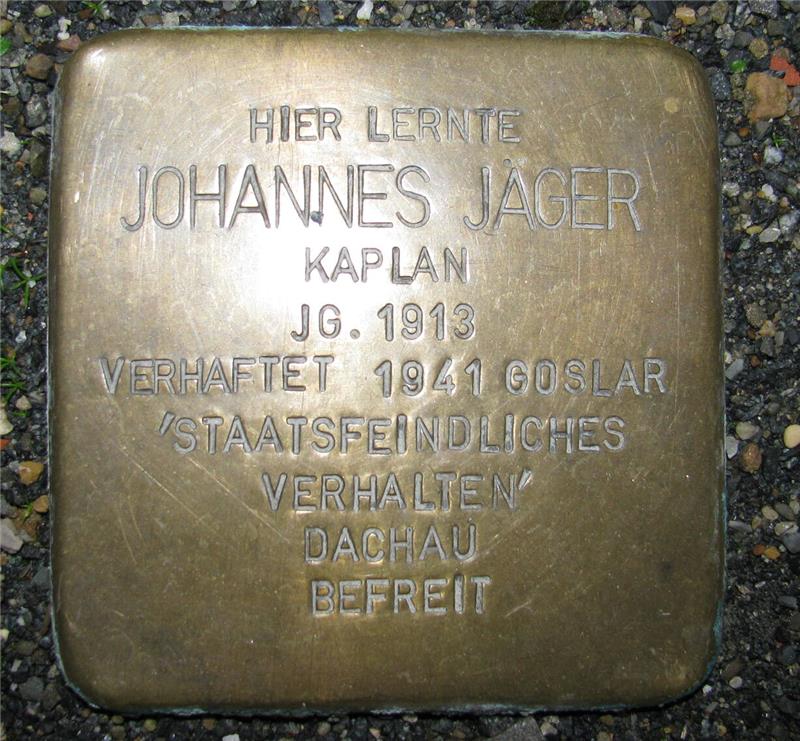 HIER LERNTE
JOHANNES JÄGER
KAPLAN
JG. 1913
VERHAFTET 1941 GOSLAR
'STAATSFEINDLICHES
VERHALTEN'
DACHAU
BEFREIT